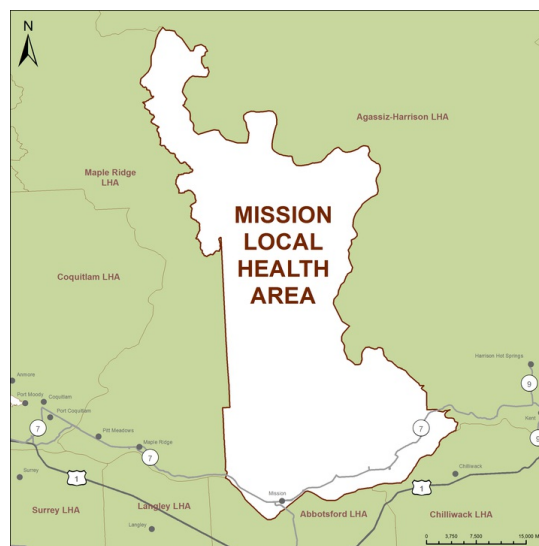 N
Agassiz-Harrison LHA
Maple Ridge
LHA
MISSION
LOCAL
HEALTH
AREA
Coquitlam LHA
Harrison Hot Springs
Anmore
9
Port Moody
Coquitlam
Port Coquitlam
Kent
7
7
Pitt Meadows
9
Maple Ridge
7
Surrey
1
Chilliwack
Mission
1
Surrey LHA
Langley LHA
Abbotsford LHA
Chilliwack LHA
Langley
0 3,750 7,500 15,000 M